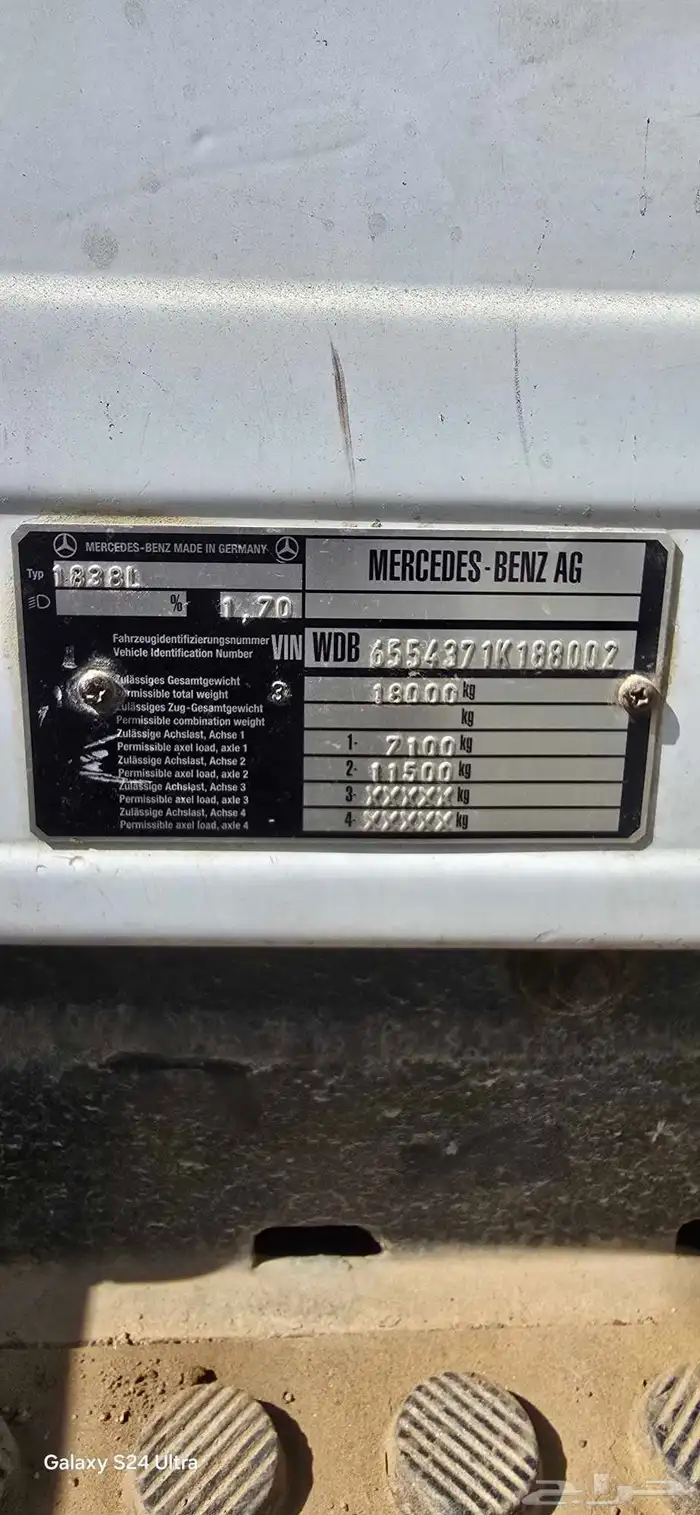 MERCEDES-BENZ MADE IN GERMANY
MERCEDES-BENZ AG
Typ 1838L
% 1,70
Fahrzeugidentifizierungsnummer
Vehicle Identification Number
VIN WDB 6554371K188002
Zulässiges Gesamtgewicht
Permissible total weight
3 18000 kg
Zulässiges Zug-Gesamtgewicht
Permissible combination weight
kg
Zulässige Achslast, Achse 1
Permissible axel load, axle 1
1- 7100 kg
Zulässige Achslast, Achse 2
Permissible axel load, axle 2
2- 11500 kg
Zulässige Achslast, Achse 3
Permissible axel load, axle 3
3- XXXXX kg
Zulässige Achslast, Achse 4
Permissible axel load, axle 4
4- XXXXX kg
Galaxy S24 Ultra
حراج